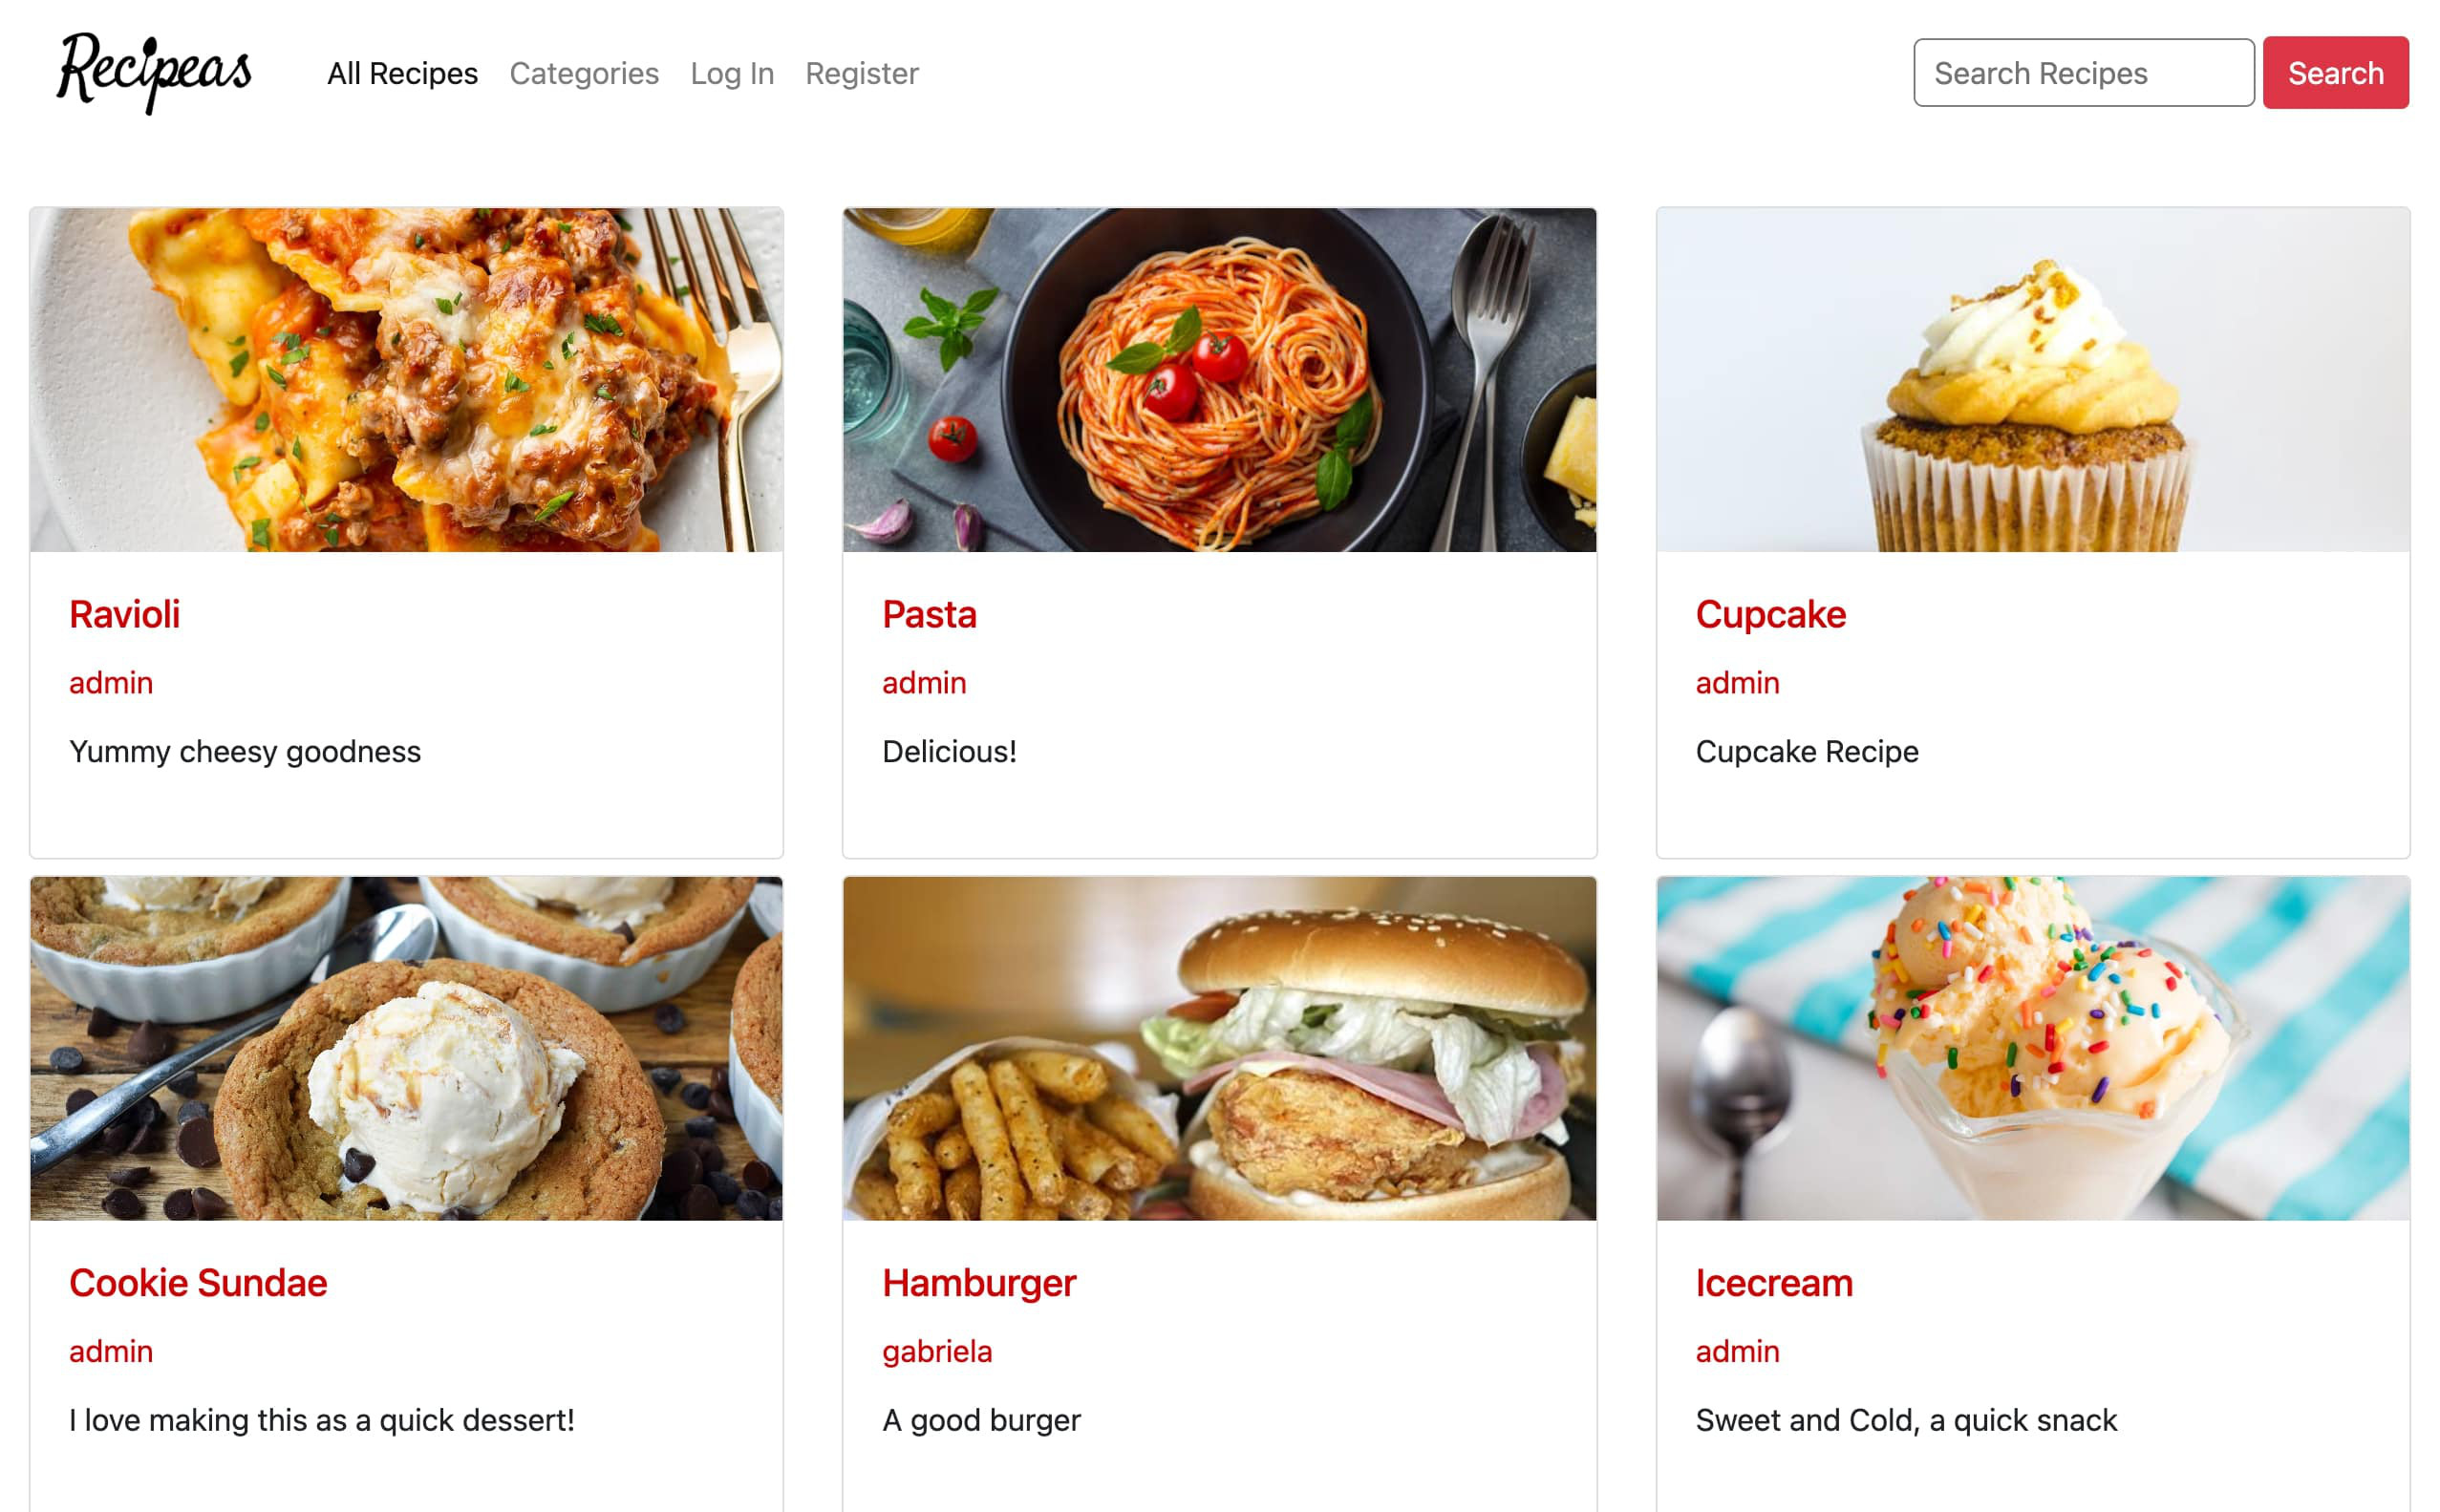 Recipeas
All Recipes Categories Log In Register
Search Recipes Search
Ravioli
admin
Yummy cheesy goodness
Pasta
admin
Delicious!
Cupcake
admin
Cupcake Recipe
Cookie Sundae
admin
I love making this as a quick dessert!
Hamburger
gabriela
A good burger
Icecream
admin
Sweet and Cold, a quick snack